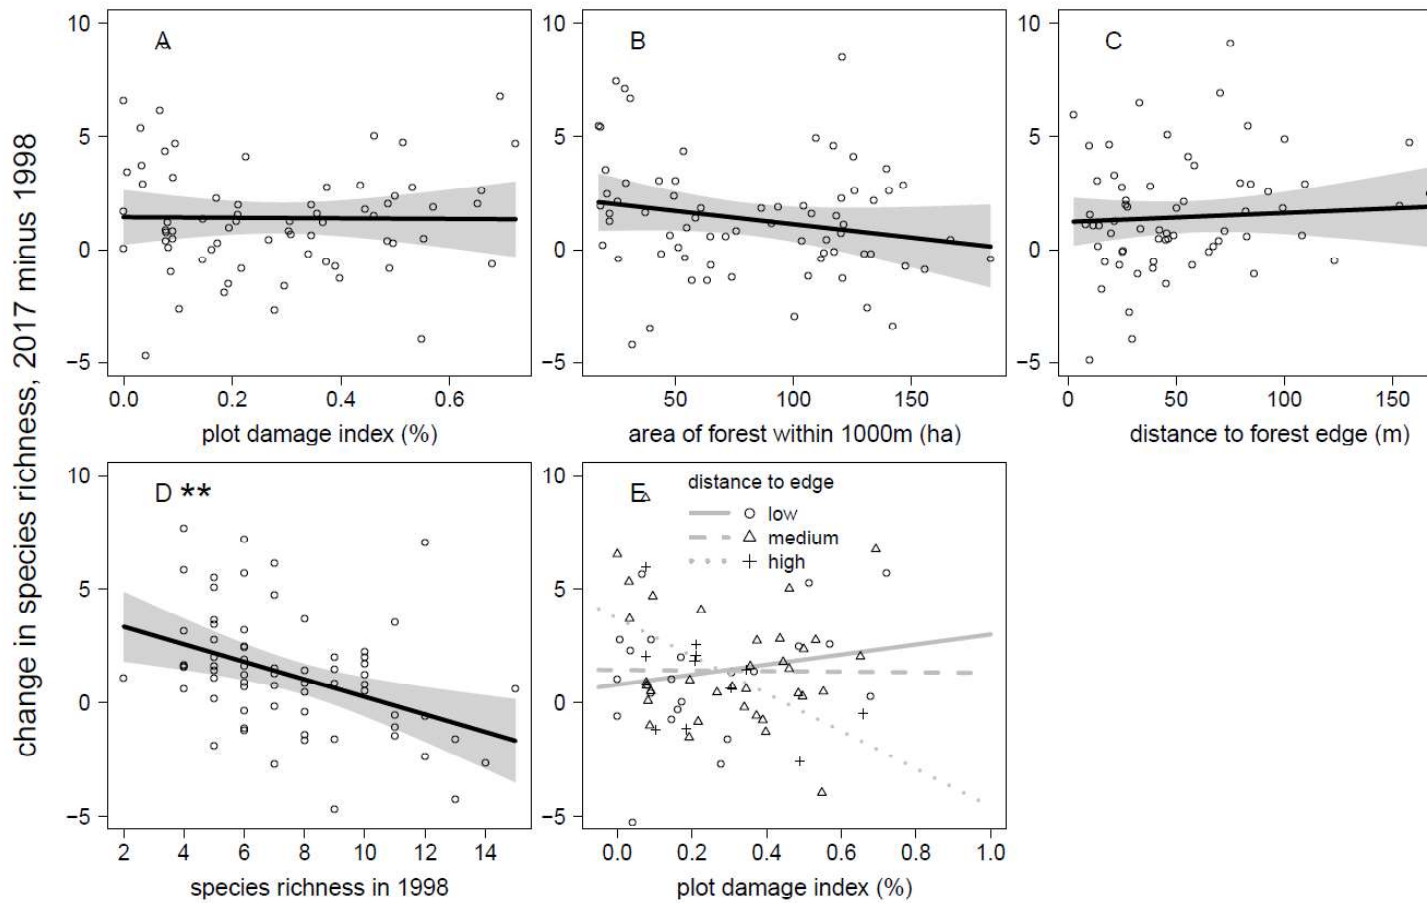 change in species richness, 2017 minus 1998
A
10
5
0
−5
0.0 0.2 0.4 0.6
plot damage index (%)
B
10
5
0
−5
50 100 150
area of forest within 1000m (ha)
C
10
5
0
−5
0 50 100 150
distance to forest edge (m)
D **
10
5
0
−5
2 4 6 8 10 12 14
species richness in 1998
E
distance to edge
low
medium
high
10
5
0
−5
0.0 0.2 0.4 0.6 0.8 1.0
plot damage index (%)